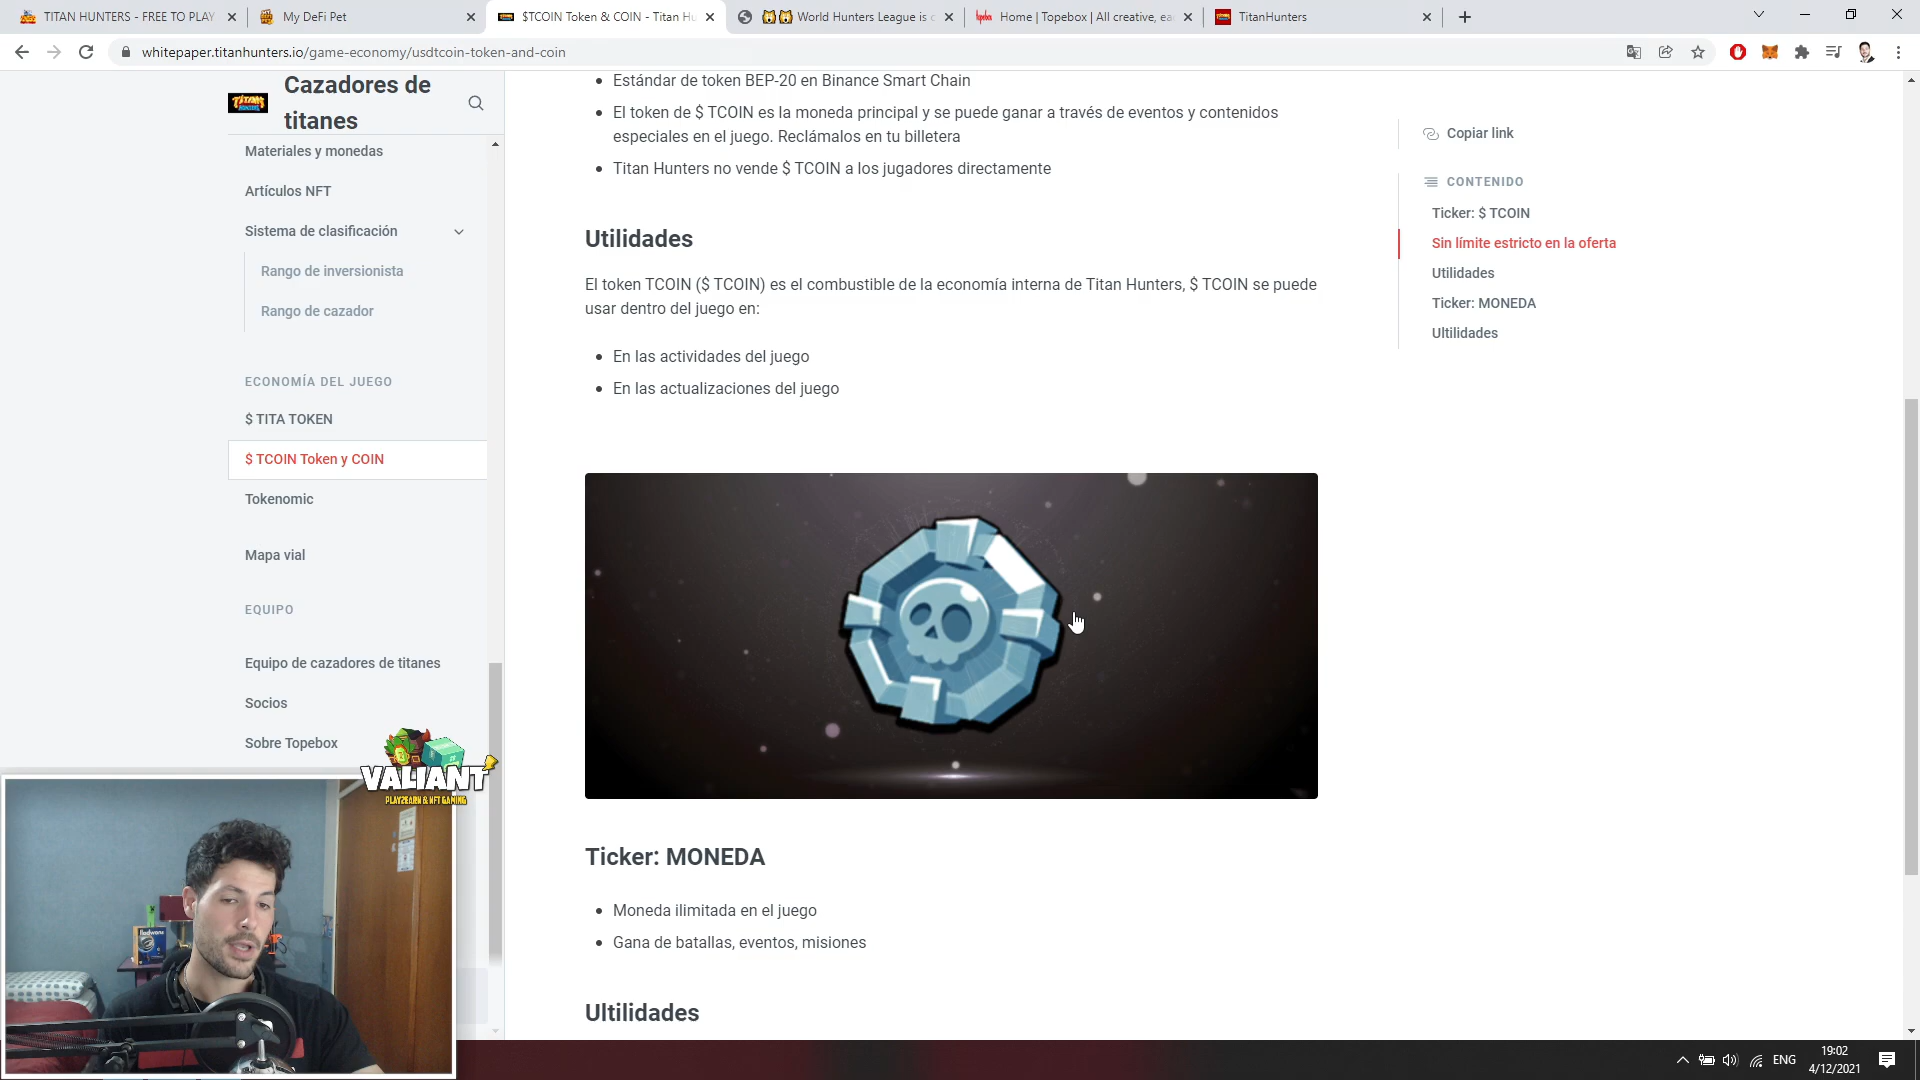 TITAN HUNTERS - FREE TO PLAY
My DeFi Pet
$TCOIN Token & COIN - Titan Hu
World Hunters League is c
Home | Topebox | All creative, ea
TitanHunters
whitepaper.titanhunters.io/game-economy/usdtcoin-token-and-coin
TITAN HUNTERS
Cazadores de
titanes
Materiales y monedas
Artículos NFT
Sistema de clasificación
Rango de inversionista
Rango de cazador
ECONOMÍA DEL JUEGO
$ TITA TOKEN
$ TCOIN Token y COIN
Tokenomic
Mapa vial
EQUIPO
Equipo de cazadores de titanes
Socios
Sobre Topebox
VALIANT
PLAY2EARN & NFT GAMING
Estándar de token BEP-20 en Binance Smart Chain
El token de $ TCOIN es la moneda principal y se puede ganar a través de eventos y contenidos
especiales en el juego. Reclámalos en tu billetera
Titan Hunters no vende $ TCOIN a los jugadores directamente
Utilidades
El token TCOIN ($ TCOIN) es el combustible de la economía interna de Titan Hunters, $ TCOIN se puede
usar dentro del juego en:
En las actividades del juego
En las actualizaciones del juego
Ticker: MONEDA
Moneda ilimitada en el juego
Gana de batallas, eventos, misiones
Ultilidades
Copiar link
CONTENIDO
Ticker: $ TCOIN
Sin límite estricto en la oferta
Utilidades
Ticker: MONEDA
Ultilidades
ENG
19:02
4/12/2021